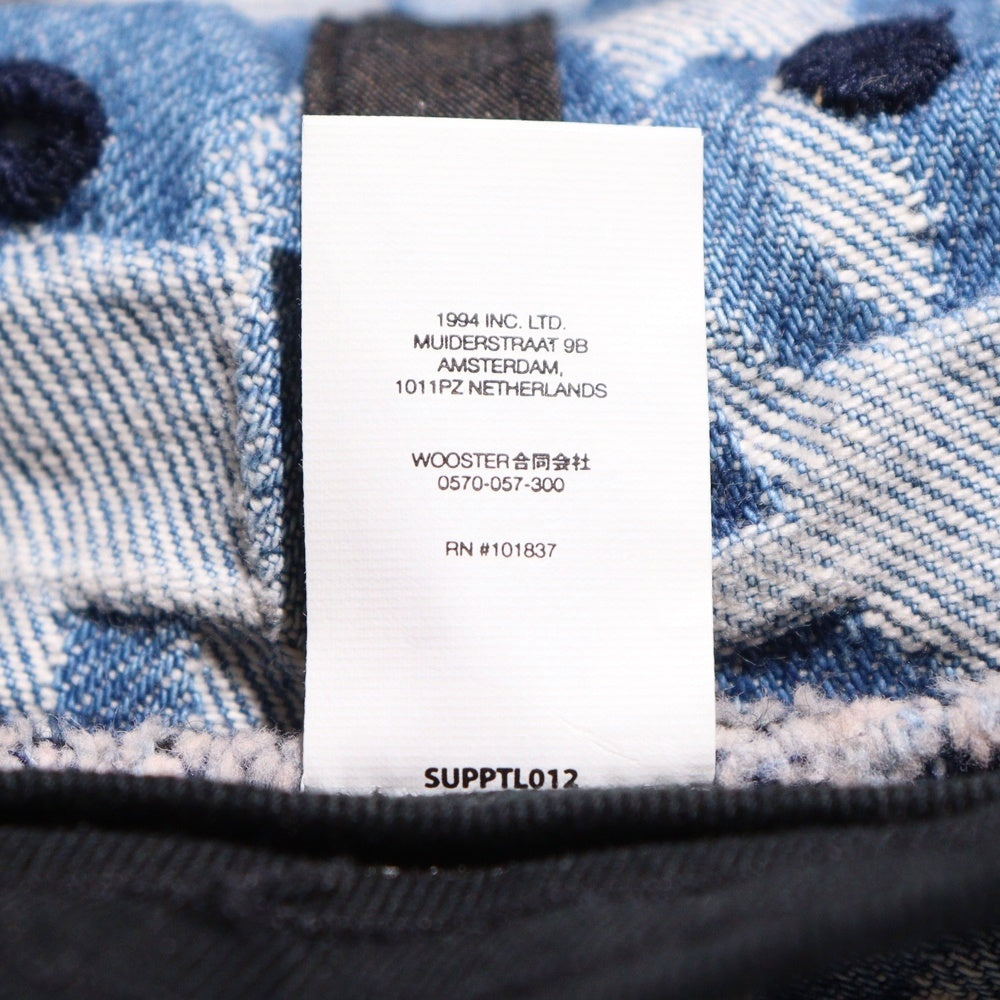 1994 INC. LTD.
MUIDERSTRAAT 9B
AMSTERDAM,
1011PZ NETHERLANDS
WOOSTER合同会社
0570-057-300
RN #101837
SUPPTL012